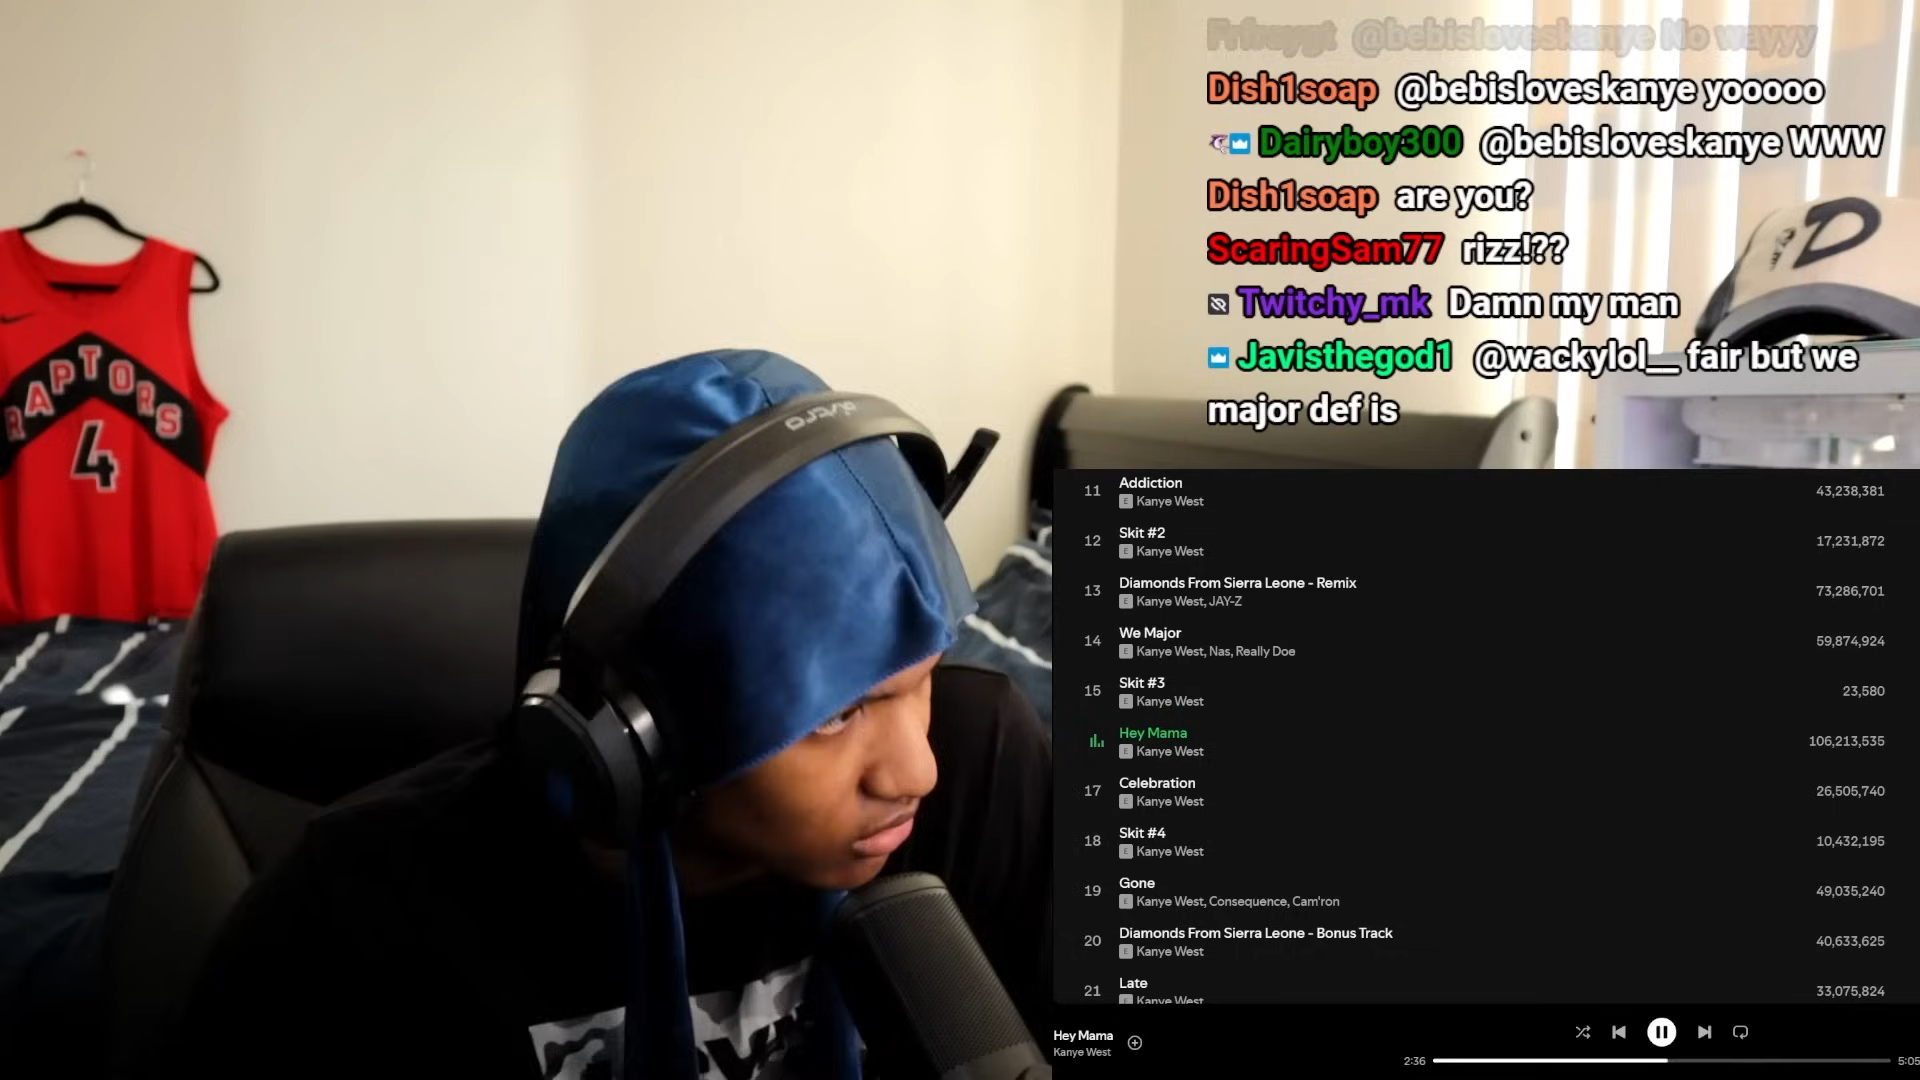 Frfraygt @bebisloveskanye No wayyy
Dish1soap @bebisloveskanye yooooo
Dairyboy300 @bebisloveskanye WWW
Dish1soap are you?
ScaringSam77 rizz!??
Twitchy_mk Damn my man
Javisthegod1 @wackylol__ fair but we
major def is
RAPTORS
4
D
11 Addiction 43,238,381
E Kanye West
12 Skit #2 17,231,872
E Kanye West
13 Diamonds From Sierra Leone - Remix 73,286,701
E Kanye West, JAY-Z
14 We Major 59,874,924
E Kanye West, Nas, Really Doe
15 Skit #3 23,580
E Kanye West
Hey Mama 106,213,535
E Kanye West
17 Celebration 26,505,740
E Kanye West
18 Skit #4 10,432,195
E Kanye West
19 Gone 49,035,240
E Kanye West, Consequence, Cam'ron
20 Diamonds From Sierra Leone - Bonus Track 40,633,625
E Kanye West
21 Late 33,075,824
E Kanye West
Hey Mama
Kanye West
2:36 5:05